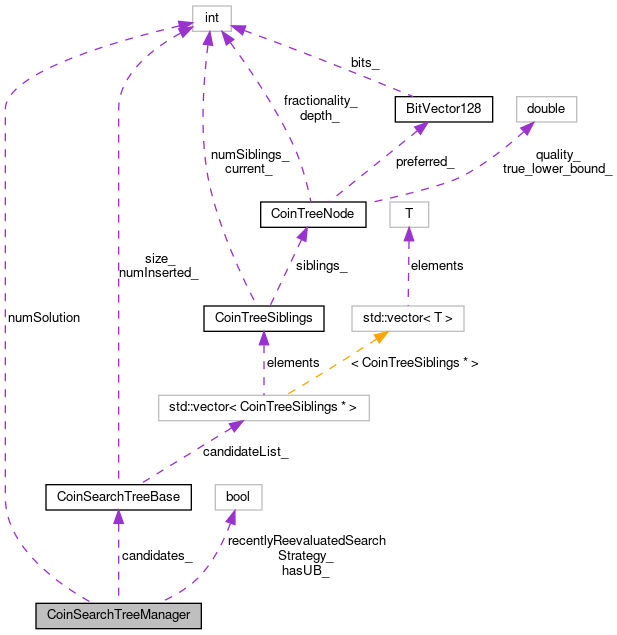 int
bits_
BitVector128
double
fractionality_
depth_
numSiblings_
current_
preferred_
quality_
true_lower_bound_
CoinTreeNode
T
size_
numInserted_
siblings_
elements
numSolution
CoinTreeSiblings
std::vector< T >
elements
< CoinTreeSiblings * >
std::vector< CoinTreeSiblings * >
candidateList_
CoinSearchTreeBase
bool
candidates_
recentlyReevaluatedSearch
Strategy_
hasUB_
CoinSearchTreeManager